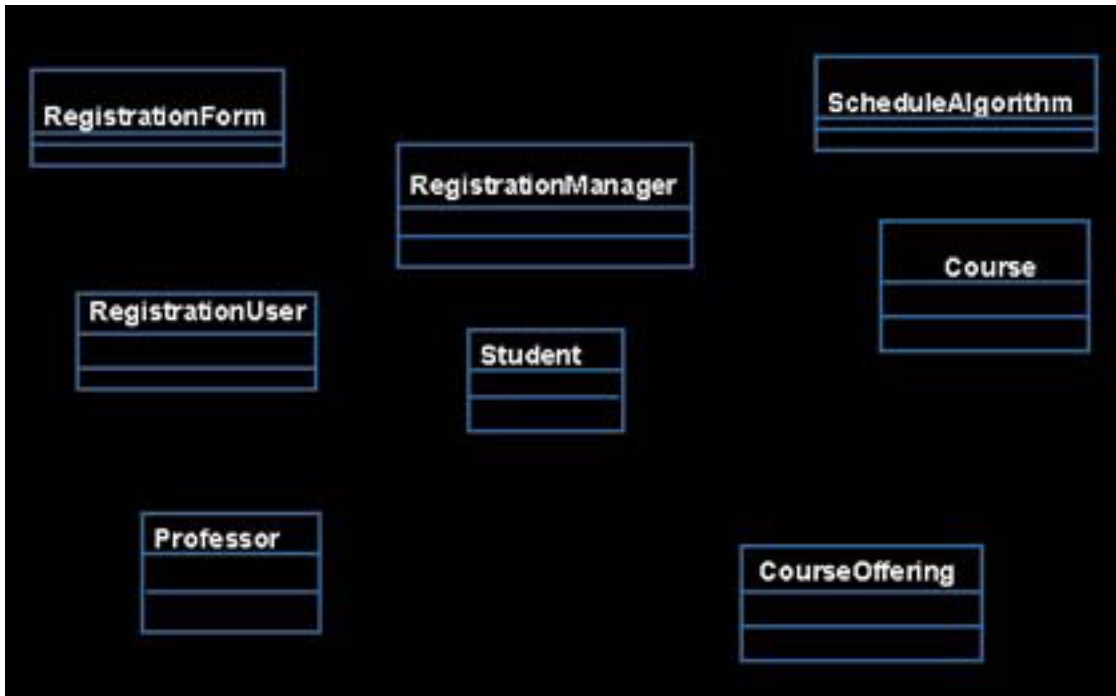 RegistrationForm
ScheduleAlgorithm
RegistrationManager
Course
RegistrationUser
Student
Professor
CourseOffering